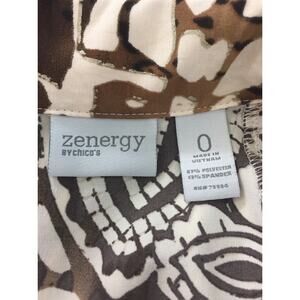 zenergy
BY CHICO'S
0
MADE IN
VIETNAM
87% POLYESTER
13% SPANDEX